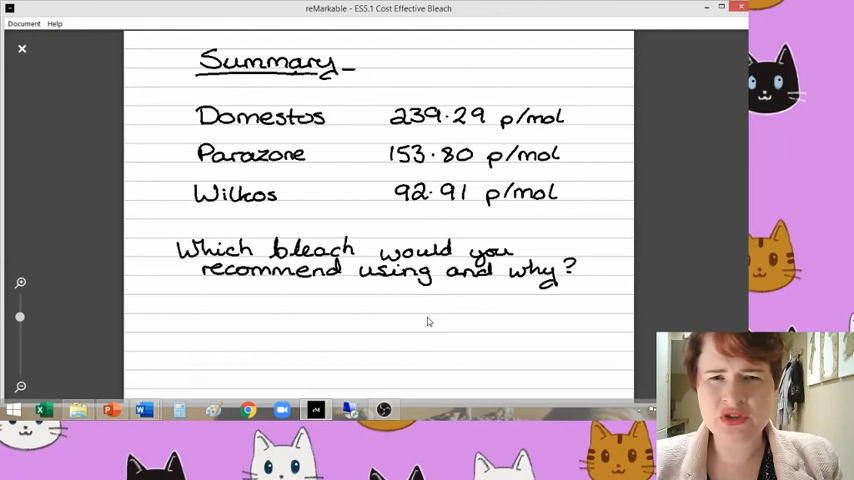 reMarkable - ES5.1 Cost Effective Bleach
Document Help
Summary
Domestos 239.29 p/mol
Parazone 153.80 p/mol
Wilkos 92.91 p/mol
Which bleach would you
recommend using and why?